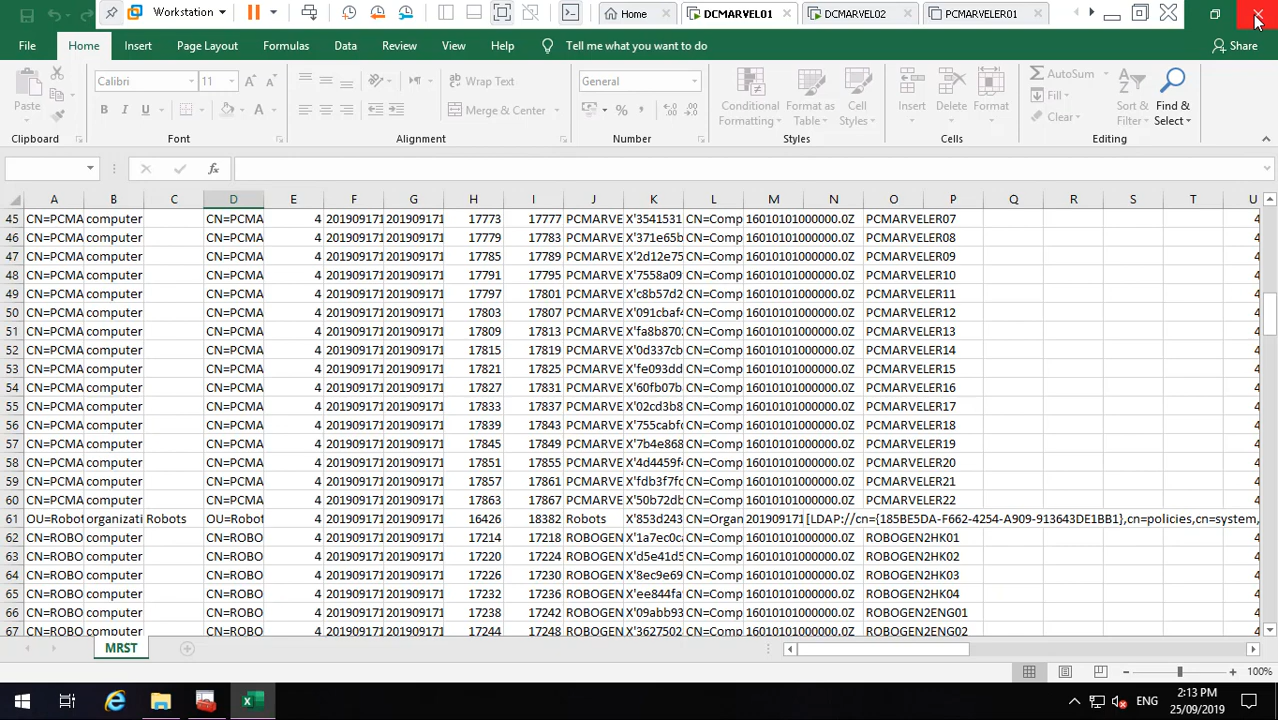 Workstation Home DCMARVEL01 DCMARVEL02 PCMARVELER01
File Home Insert Page Layout Formulas Data Review View Help Tell me what you want to do Share
Paste Calibri 11 Wrap Text General Conditional Formatting Format as Table Cell Styles Insert Delete Format AutoSum Fill Clear Sort & Filter Find & Select
B I U Merge & Center
Clipboard Font Alignment Number Styles Cells Editing
A B C D E F G H I J K L M N O P Q R S T U
45 CN=PCMA computer CN=PCMA 4 201909171 201909171 17773 17777 PCMARVE X'3541531 CN=Comp 16010101000000.0Z PCMARVELER07 4
46 CN=PCMA computer CN=PCMA 4 201909171 201909171 17779 17783 PCMARVE X'371e65b CN=Comp 16010101000000.0Z PCMARVELER08 4
47 CN=PCMA computer CN=PCMA 4 201909171 201909171 17785 17789 PCMARVE X'2d12e75 CN=Comp 16010101000000.0Z PCMARVELER09 4
48 CN=PCMA computer CN=PCMA 4 201909171 201909171 17791 17795 PCMARVE X'7558a09 CN=Comp 16010101000000.0Z PCMARVELER10 4
49 CN=PCMA computer CN=PCMA 4 201909171 201909171 17797 17801 PCMARVE X'c8b57d2 CN=Comp 16010101000000.0Z PCMARVELER11 4
50 CN=PCMA computer CN=PCMA 4 201909171 201909171 17803 17807 PCMARVE X'091cbaf CN=Comp 16010101000000.0Z PCMARVELER12 4
51 CN=PCMA computer CN=PCMA 4 201909171 201909171 17809 17813 PCMARVE X'fa8b870 CN=Comp 16010101000000.0Z PCMARVELER13 4
52 CN=PCMA computer CN=PCMA 4 201909171 201909171 17815 17819 PCMARVE X'0d337cb CN=Comp 16010101000000.0Z PCMARVELER14 4
53 CN=PCMA computer CN=PCMA 4 201909171 201909171 17821 17825 PCMARVE X'fe093dd CN=Comp 16010101000000.0Z PCMARVELER15 4
54 CN=PCMA computer CN=PCMA 4 201909171 201909171 17827 17831 PCMARVE X'60fb07b CN=Comp 16010101000000.0Z PCMARVELER16 4
55 CN=PCMA computer CN=PCMA 4 201909171 201909171 17833 17837 PCMARVE X'02cd3b8 CN=Comp 16010101000000.0Z PCMARVELER17 4
56 CN=PCMA computer CN=PCMA 4 201909171 201909171 17839 17843 PCMARVE X'755cabf CN=Comp 16010101000000.0Z PCMARVELER18 4
57 CN=PCMA computer CN=PCMA 4 201909171 201909171 17845 17849 PCMARVE X'7b4e868 CN=Comp 16010101000000.0Z PCMARVELER19 4
58 CN=PCMA computer CN=PCMA 4 201909171 201909171 17851 17855 PCMARVE X'4d4459f CN=Comp 16010101000000.0Z PCMARVELER20 4
59 CN=PCMA computer CN=PCMA 4 201909171 201909171 17857 17861 PCMARVE X'fdb3f7f CN=Comp 16010101000000.0Z PCMARVELER21 4
60 CN=PCMA computer CN=PCMA 4 201909171 201909171 17863 17867 PCMARVE X'50b72db CN=Comp 16010101000000.0Z PCMARVELER22 4
61 OU=Robot organizati Robots OU=Robot 4 201909171 201909171 16426 18382 Robots X'853d243 CN=Organ 201909171 [LDAP://cn={185BE5DA-F662-4254-A909-913643DE1BB1},cn=policies,cn=system,
62 CN=ROBO computer CN=ROBO 4 201909171 201909171 17214 17218 ROBOGEN X'1a7ec0c CN=Comp 16010101000000.0Z ROBOGEN2HK01 4
63 CN=ROBO computer CN=ROBO 4 201909171 201909171 17220 17224 ROBOGEN X'd5e41d5 CN=Comp 16010101000000.0Z ROBOGEN2HK02 4
64 CN=ROBO computer CN=ROBO 4 201909171 201909171 17226 17230 ROBOGEN X'8ec9e69 CN=Comp 16010101000000.0Z ROBOGEN2HK03 4
65 CN=ROBO computer CN=ROBO 4 201909171 201909171 17232 17236 ROBOGEN X'ee844fa CN=Comp 16010101000000.0Z ROBOGEN2HK04 4
66 CN=ROBO computer CN=ROBO 4 201909171 201909171 17238 17242 ROBOGEN X'09abb93 CN=Comp 16010101000000.0Z ROBOGEN2ENG01 4
67 CN=ROBO computer CN=ROBO 4 201909171 201909171 17244 17248 ROBOGEN X'3627502 CN=Comp 16010101000000.0Z ROBOGEN2ENG02 4
MRST
100%
ENG 2:13 PM
25/09/2019